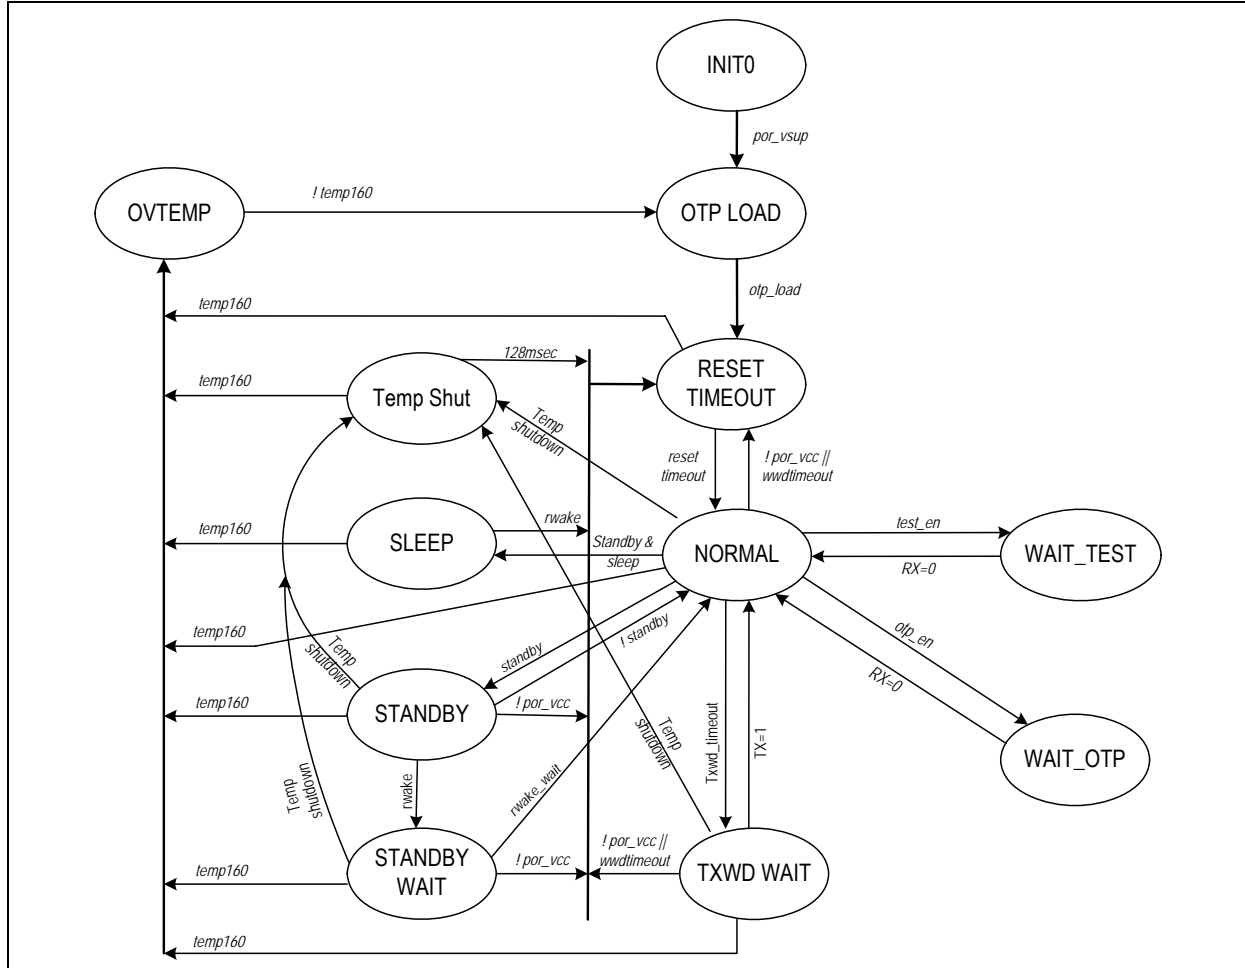 INIT0
por_vsup
OVTEMP
! temp160
OTP LOAD
otp_load
temp160
128msec
RESET
TIMEOUT
temp160
Temp Shut
Temp
shutdown
reset
timeout
! por_vcc ||
wwdtimeout
temp160
SLEEP
rwake
Standby &
sleep
NORMAL
test_en
RX=0
WAIT_TEST
temp160
Temp
shutdown
standby
! standby
otp_en
RX=0
temp160
STANDBY
! por_vcc
Temp
shutdown
Txwd_timeout
TX=1
WAIT_OTP
Temp
shutdown
rwake
rwake_wait
temp160
STANDBY
WAIT
! por_vcc
! por_vcc ||
wwdtimeout
TXWD WAIT
temp160